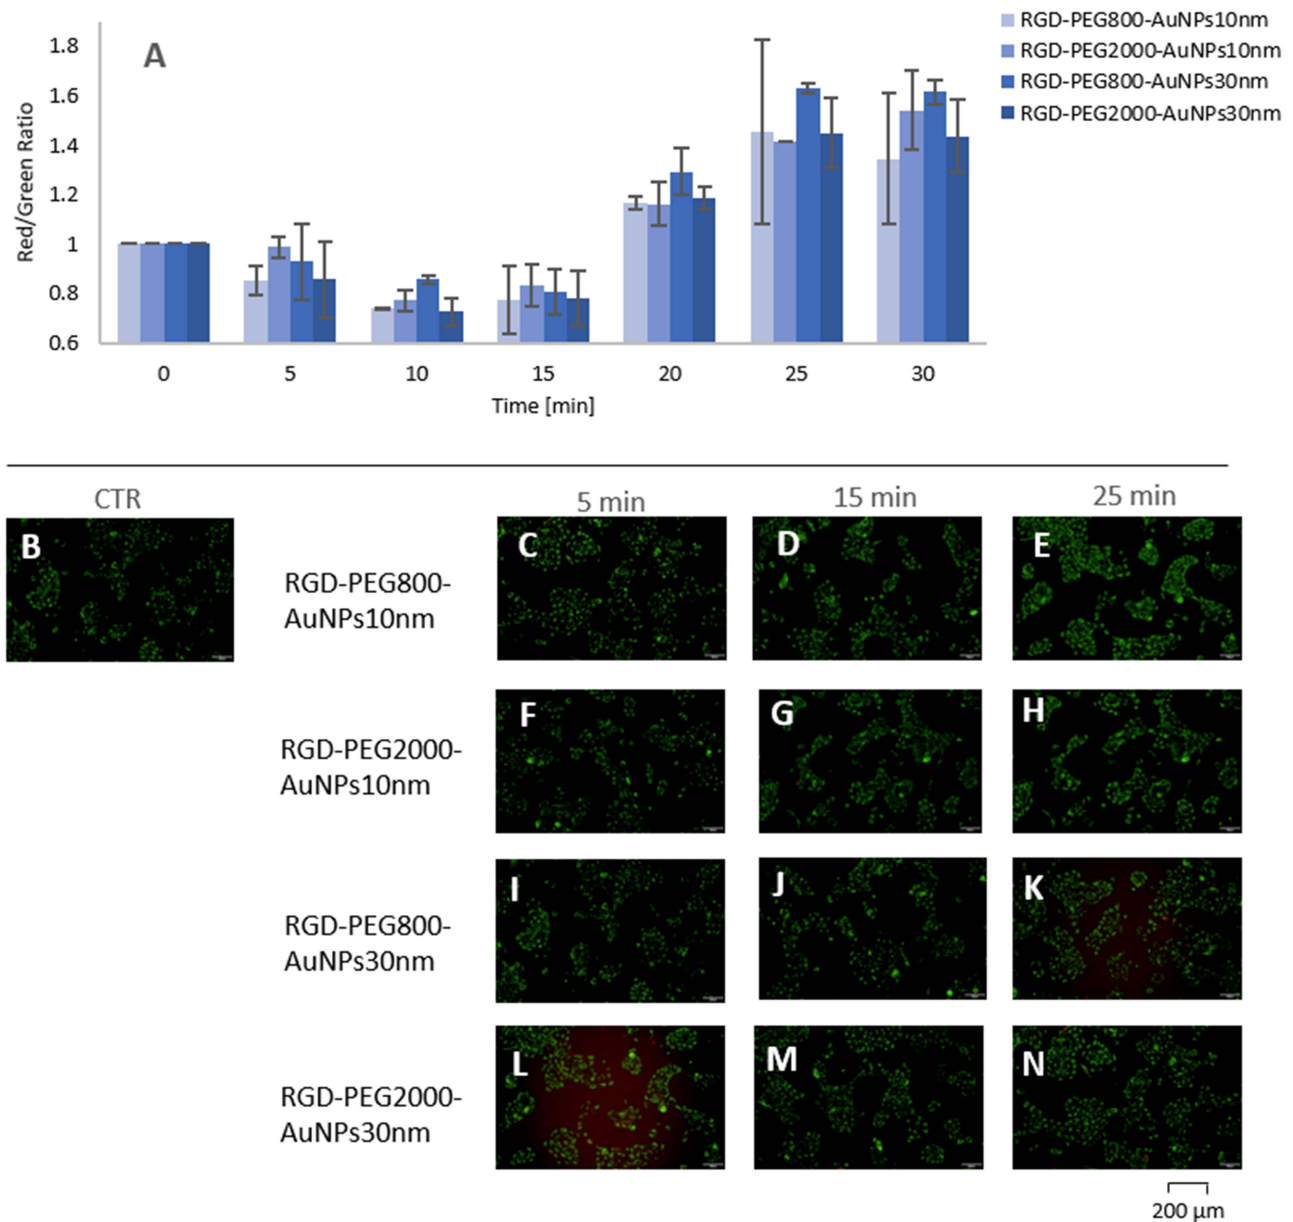 RGD-PEG800-AuNPs10nm
RGD-PEG2000-AuNPs10nm
RGD-PEG800-AuNPs30nm
RGD-PEG2000-AuNPs30nm
A
Red/Green Ratio
1.8
1.6
1.4
1.2
1
0.8
0.6
0 5 10 15 20 25 30
Time [min]
CTR 5 min 15 min 25 min
B
RGD-PEG800-
AuNPs10nm
C D E
RGD-PEG2000-
AuNPs10nm
F G H
RGD-PEG800-
AuNPs30nm
I J K
RGD-PEG2000-
AuNPs30nm
L M N
200 µm